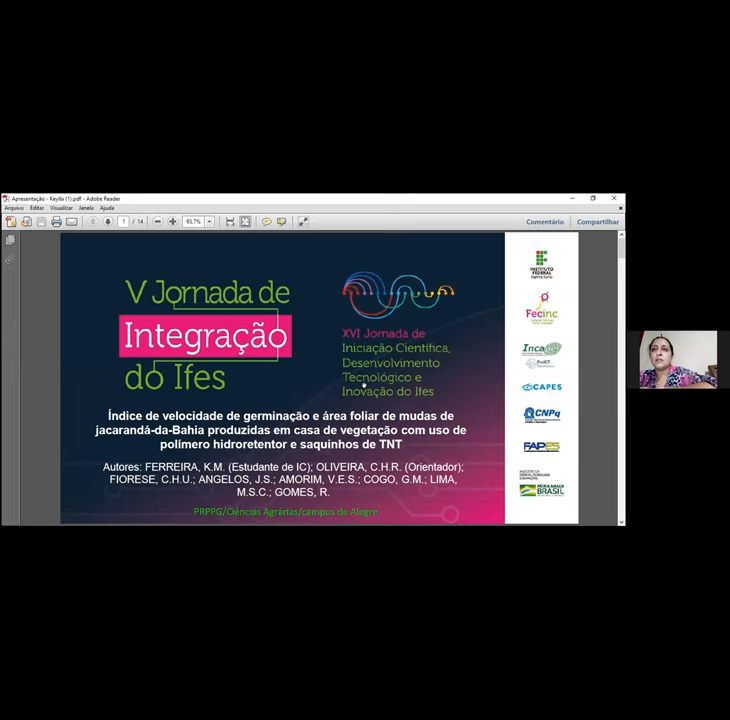 Apresentação - Keylla (1).pdf - Adobe Reader
Arquivo Editar Visualizar Janela Ajuda
1 / 14 93,7% Comentário Compartilhar
V Jornada de
Integração
do Ifes
XVI Jornada de
Iniciação Científica,
Desenvolvimento
Tecnológico e
Inovação do Ifes
Índice de velocidade de germinação e área foliar de mudas de
jacarandá-da-Bahia produzidas em casa de vegetação com uso de
polímero hidroretentor e saquinhos de TNT
Autores: FERREIRA, K.M. (Estudante de IC); OLIVEIRA, C.H.R. (Orientador);
FIORESE, C.H.U.; ANGELOS, J.S.; AMORIM, V.E.S.; COGO, G.M.; LIMA,
M.S.C.; GOMES, R.
PRPPG/Ciências Agrárias/campus de Alegre
INSTITUTO
FEDERAL
Espírito Santo
Fecinc
Incaper
CAPES
CNPq
FAPES
PÁTRIA AMADA
BRASIL